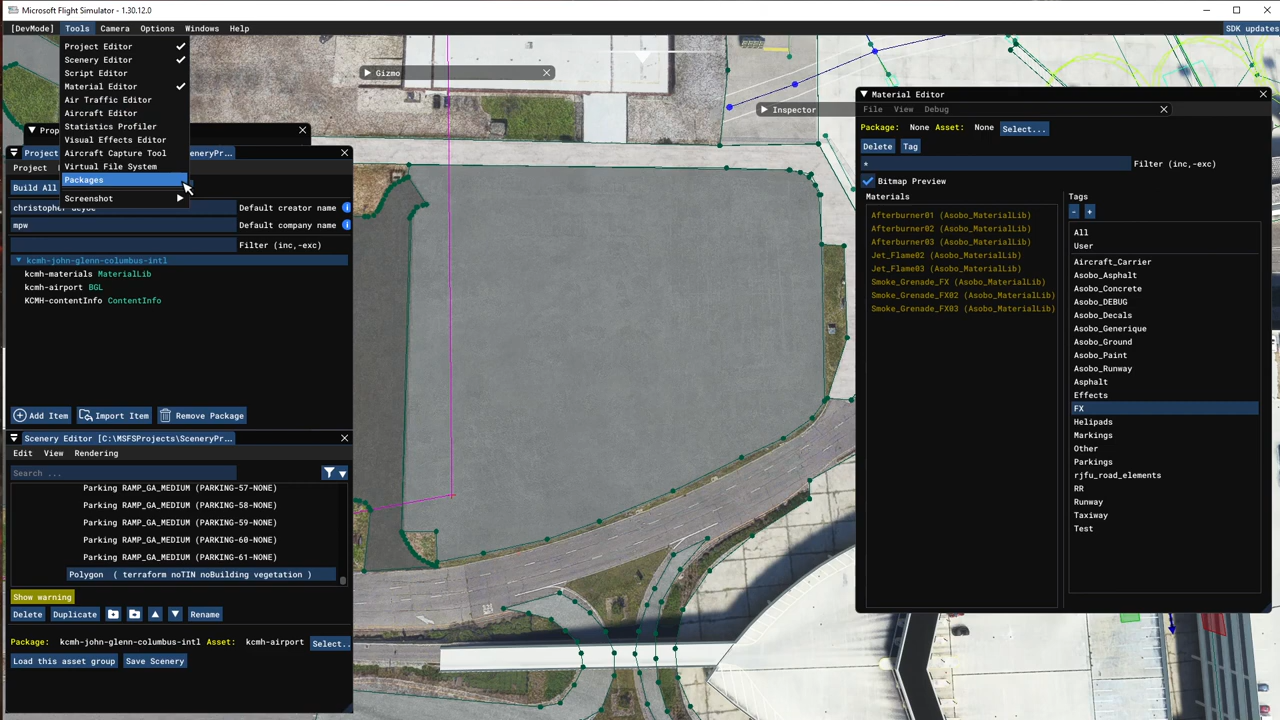 Microsoft Flight Simulator - 1.30.12.0
[DevMode] Tools Camera Options Windows Help
SDK updates
Project Editor
Scenery Editor
Script Editor
Material Editor
Air Traffic Editor
Aircraft Editor
Statistics Profiler
Visual Effects Editor
Aircraft Capture Tool
Virtual File System
Packages
Screenshot
Gizmo
Inspector
Project
Project
Build All
Default creator name
mpw
Default company name
Filter (inc,-exc)
kcmh-john-glenn-columbus-intl
kcmh-materials MaterialLib
kcmh-airport BGL
KCMH-contentInfo ContentInfo
Add Item Import Item Remove Package
Scenery Editor [C:\MSFSProjects\SceneryPr...
Edit View Rendering
Search ...
Parking RAMP_GA_MEDIUM (PARKING-57-NONE)
Parking RAMP_GA_MEDIUM (PARKING-58-NONE)
Parking RAMP_GA_MEDIUM (PARKING-59-NONE)
Parking RAMP_GA_MEDIUM (PARKING-60-NONE)
Parking RAMP_GA_MEDIUM (PARKING-61-NONE)
Polygon ( terraform noTIN noBuilding vegetation )
Show warning
Delete Duplicate Rename
Package: kcmh-john-glenn-columbus-intl Asset: kcmh-airport Select..
Load this asset group Save Scenery
Material Editor
File View Debug
Package: None Asset: None Select...
Delete Tag
* Filter (inc,-exc)
Bitmap Preview
Materials
Afterburner01 (Asobo_MaterialLib)
Afterburner02 (Asobo_MaterialLib)
Afterburner03 (Asobo_MaterialLib)
Jet_Flame02 (Asobo_MaterialLib)
Jet_Flame03 (Asobo_MaterialLib)
Smoke_Grenade_FX (Asobo_MaterialLib)
Smoke_Grenade_FX02 (Asobo_MaterialLib)
Smoke_Grenade_FX03 (Asobo_MaterialLib)
Tags
- +
All
User
Aircraft_Carrier
Asobo_Asphalt
Asobo_Concrete
Asobo_DEBUG
Asobo_Decals
Asobo_Generique
Asobo_Ground
Asobo_Paint
Asobo_Runway
Asphalt
Effects
FX
Helipads
Markings
Other
Parkings
rjfu_road_elements
RR
Runway
Taxiway
Test